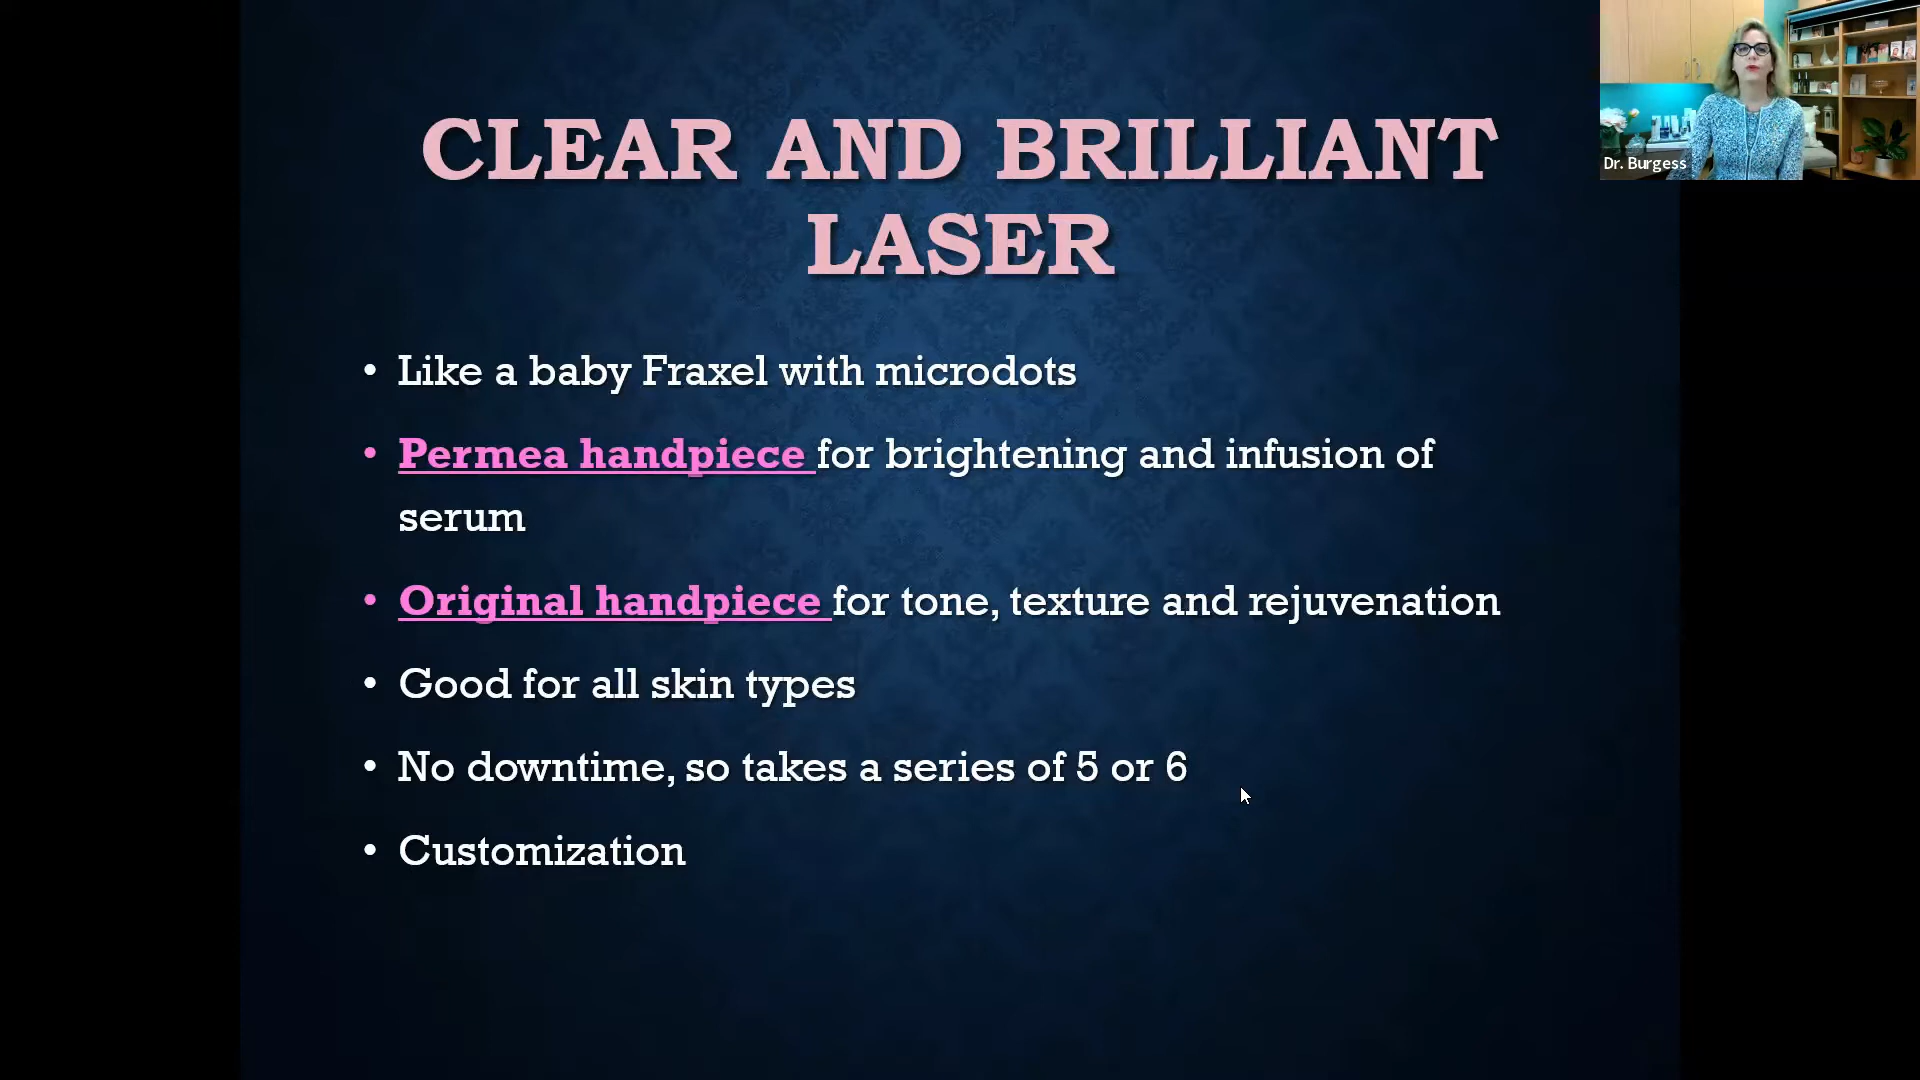 CLEAR AND BRILLIANT
LASER
• Like a baby Fraxel with microdots
• Permea handpiece for brightening and infusion of
serum
• Original handpiece for tone, texture and rejuvenation
• Good for all skin types
• No downtime, so takes a series of 5 or 6
• Customization
Dr. Burgess